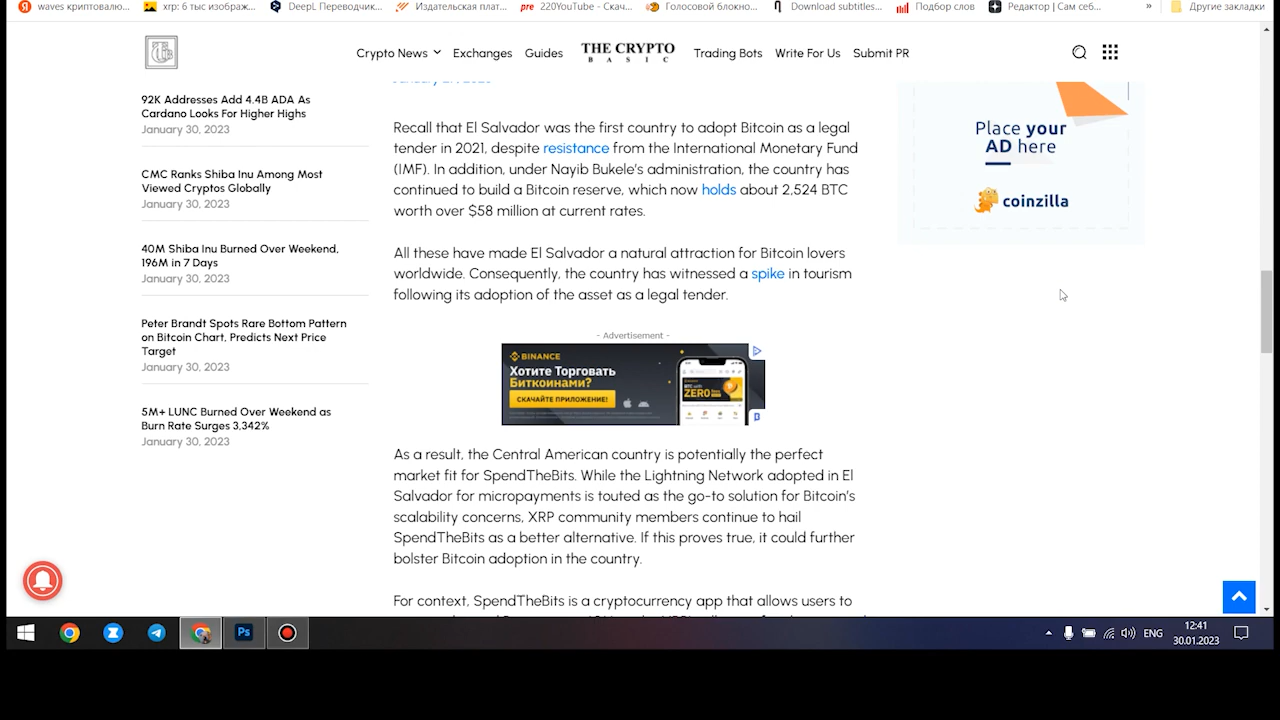 waves криптовалю...
xrp: 6 тыс изображ...
DeepL Переводчик...
Издательская плат...
pre 220YouTube - Скач...
Голосовой блокно...
Download subtitles...
Подбор слов
Редактор | Сам себ...
»
Другие закладки
Crypto News
Exchanges
Guides
THE CRYPTO
BASIC
Trading Bots
Write For Us
Submit PR
92K Addresses Add 4.4B ADA As
Cardano Looks For Higher Highs
January 30, 2023
CMC Ranks Shiba Inu Among Most
Viewed Cryptos Globally
January 30, 2023
40M Shiba Inu Burned Over Weekend,
196M in 7 Days
January 30, 2023
Peter Brandt Spots Rare Bottom Pattern
on Bitcoin Chart, Predicts Next Price
Target
January 30, 2023
5M+ LUNC Burned Over Weekend as
Burn Rate Surges 3,342%
January 30, 2023
Recall that El Salvador was the first country to adopt Bitcoin as a legal
tender in 2021, despite resistance from the International Monetary Fund
(IMF). In addition, under Nayib Bukele's administration, the country has
continued to build a Bitcoin reserve, which now holds about 2,524 BTC
worth over $58 million at current rates.
All these have made El Salvador a natural attraction for Bitcoin lovers
worldwide. Consequently, the country has witnessed a spike in tourism
following its adoption of the asset as a legal tender.
- Advertisement -
BINANCE
Хотите Торговать
Биткоинами?
СКАЧАЙТЕ ПРИЛОЖЕНИЕ!
ZERO
As a result, the Central American country is potentially the perfect
market fit for SpendTheBits. While the Lightning Network adopted in El
Salvador for micropayments is touted as the go-to solution for Bitcoin's
scalability concerns, XRP community members continue to hail
SpendTheBits as a better alternative. If this proves true, it could further
bolster Bitcoin adoption in the country.
For context, SpendTheBits is a cryptocurrency app that allows users to
Place your
AD here
coinzilla
Ps
ENG
12:41
30.01.2023